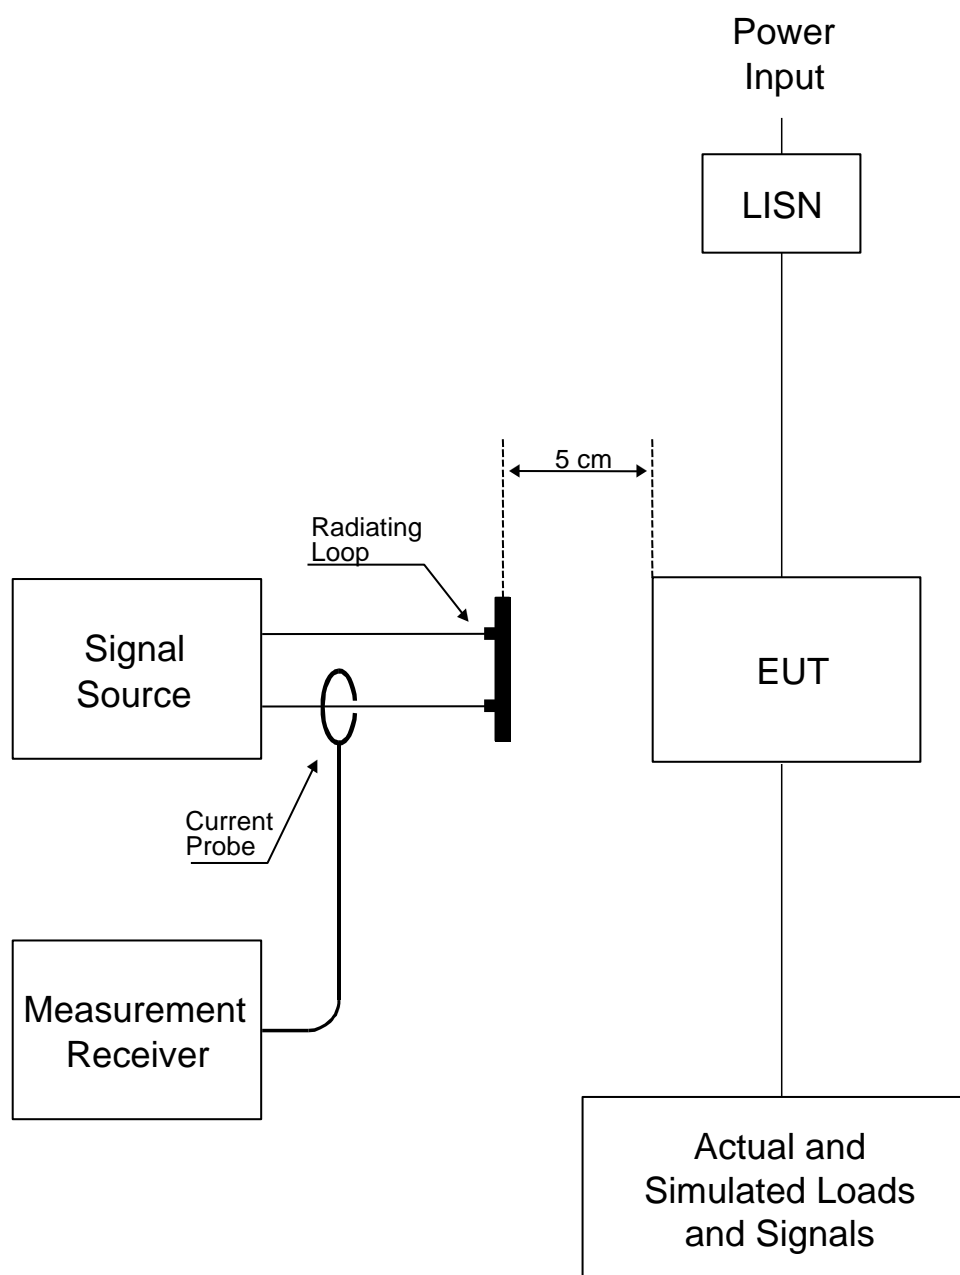 Power
Input
LISN
5 cm
Radiating
Loop
Signal
Source
EUT
Current
Probe
Measurement
Receiver
Actual and
Simulated Loads
and Signals